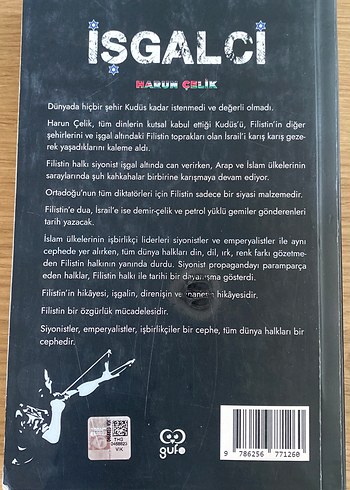 İŞGALCİ
HARUN ÇELİK
Dünyada hiçbir şehir Kudüs kadar istenmedi ve değerli olmadı.
Harun Çelik, tüm dinlerin kutsal kabul ettiği Kudüs'ü, Filistin'in diğer
şehirlerini ve işgal altındaki Filistin toprakları olan İsrail'i karış karış geze-
rek yaşadıklarını kaleme aldı.
Filistin halkı siyonist işgal altında can verirken, Arap ve İslam ülkelerinin
saraylarında şuh kahkahalar birbirine karışmaya devam ediyor.
Ortadoğu'nun tüm diktatörleri için Filistin sadece bir siyasi malzemedir.
Filistin'e dua, İsrail'e ise demir-çelik ve petrol yüklü gemiler gönderenleri
tarih yazacak.
İslam ülkelerinin işbirlikçi liderleri siyonistler ve emperyalistler ile aynı
cephede yer alırken, tüm dünya halkları din, dil, ırk, renk farkı gözetme-
den Filistin halkının yanında durdu. Siyonist propagandayı paramparça
eden halklar, Filistin halkı ile tarihi bir dayanışma gösterdi.
Filistin'in hikâyesi, işgalin, direnişin ve inanetin hikâyesidir.
Filistin bir özgürlük mücadelesidir.
Siyonistler, emperyalistler, işbirlikçiler bir cephe, tüm dünya halkları bir
cephedir.
gufo
9 786256 771260